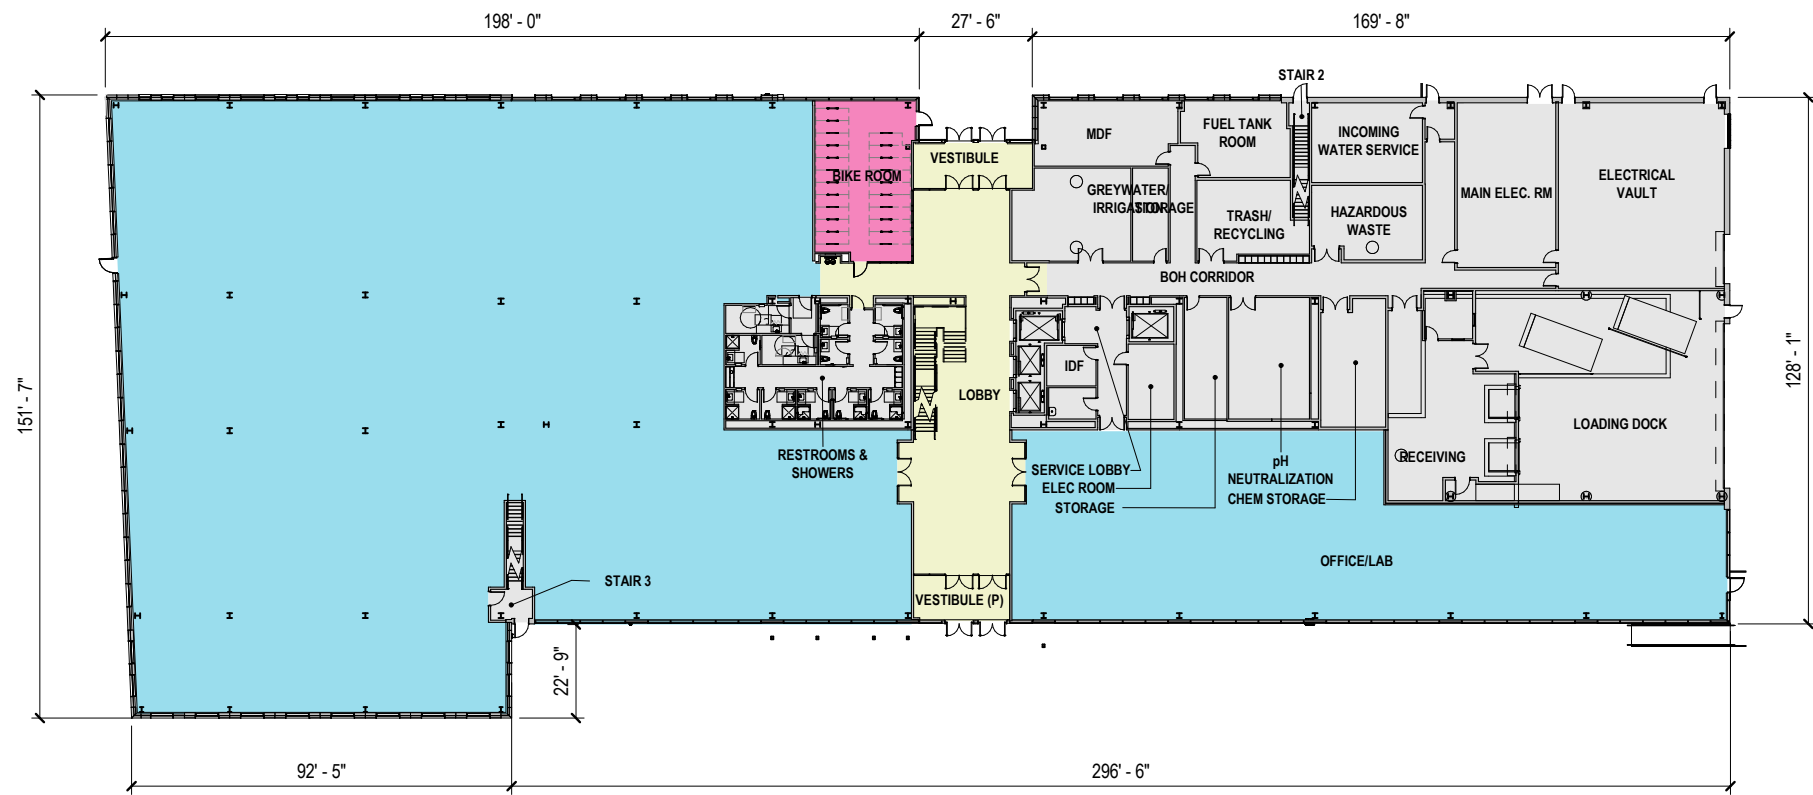 198' - 0"
27' - 6"
169' - 8"
STAIR 2
MDF
FUEL TANK
ROOM
INCOMING
WATER SERVICE
VESTIBULE
BIKE ROOM
GREYWATER/
IRRIGATION
STORAGE
TRASH/
RECYCLING
HAZARDOUS
WASTE
MAIN ELEC. RM
ELECTRICAL
VAULT
BOH CORRIDOR
IDF
LOBBY
151' - 7"
128' - 1"
LOADING DOCK
RECEIVING
RESTROOMS &
SHOWERS
SERVICE LOBBY
ELEC ROOM
STORAGE
pH
NEUTRALIZATION
CHEM STORAGE
OFFICE/LAB
STAIR 3
VESTIBULE (P)
22' - 9"
92' - 5"
296' - 6"